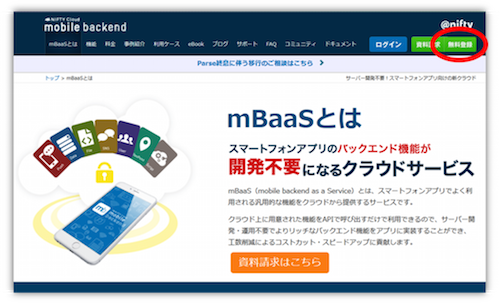 NIFTY Cloud
mobile backend
@nifty
mBaaSとは 機能 料金 事例紹介 利用ケース eBook ブログ サポート FAQ コミュニティ ドキュメント ログイン 資料請求 無料登録
Parse終息に伴う移行のご相談はこちら
トップ > mBaaSとは
サーバー開発不要！スマートフォンアプリ向けの新クラウド
mBaaSとは
スマートフォンアプリのバックエンド機能が
開発不要になるクラウドサービス
mBaaS（mobile backend as a Service）とは、スマートフォンアプリでよく利
用される汎用的な機能をクラウドから提供するサービスです。
クラウド上に用意された機能をAPIで呼び出すだけで利用できるので、サーバー開
発・運用不要でよりリッチなバックエンド機能をアプリに実装することができ、
工数削減によるコストカット・スピードアップに貢献します。
資料請求はこちら